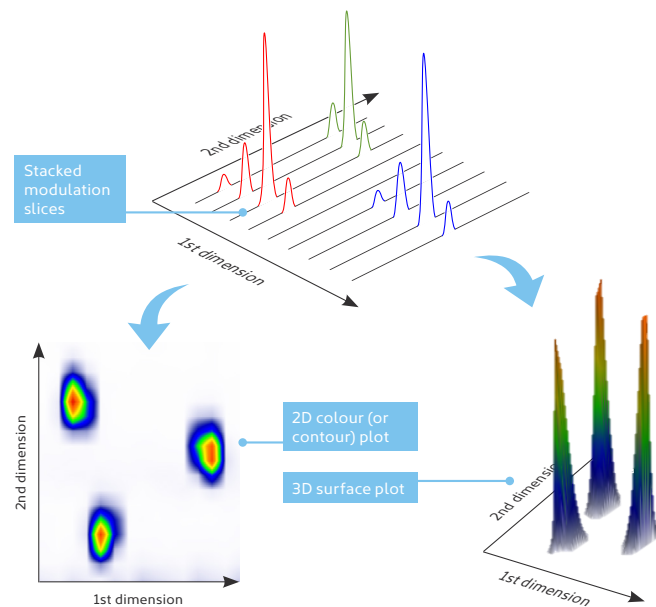 2nd dimension
Stacked
modulation
slices
1st dimension
2nd dimension
1st dimension
2D colour (or
contour) plot
3D surface plot
2nd dimension
1st dimension